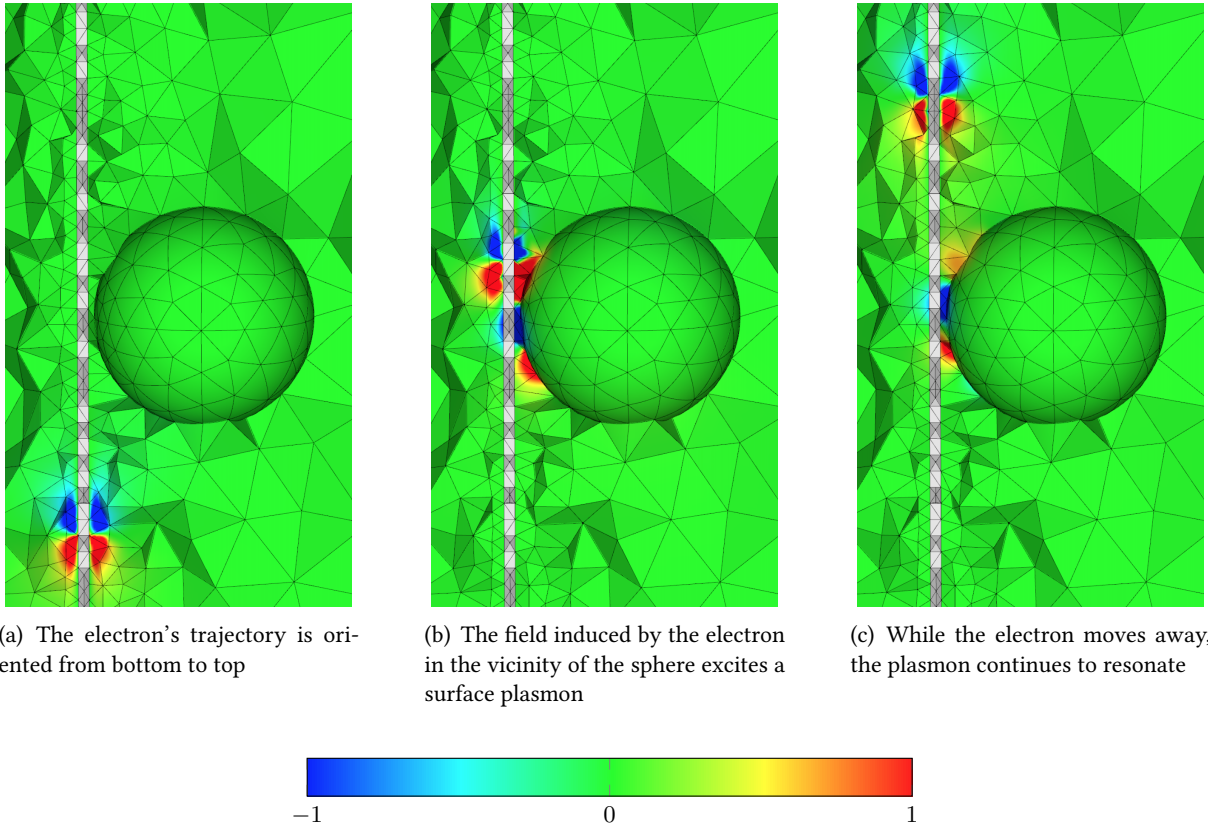 (a) The electron's trajectory is ori-
ented from bottom to top
(b) The field induced by the electron
in the vicinity of the sphere excites a
surface plasmon
(c) While the electron moves away,
the plasmon continues to resonate
−1 0 1